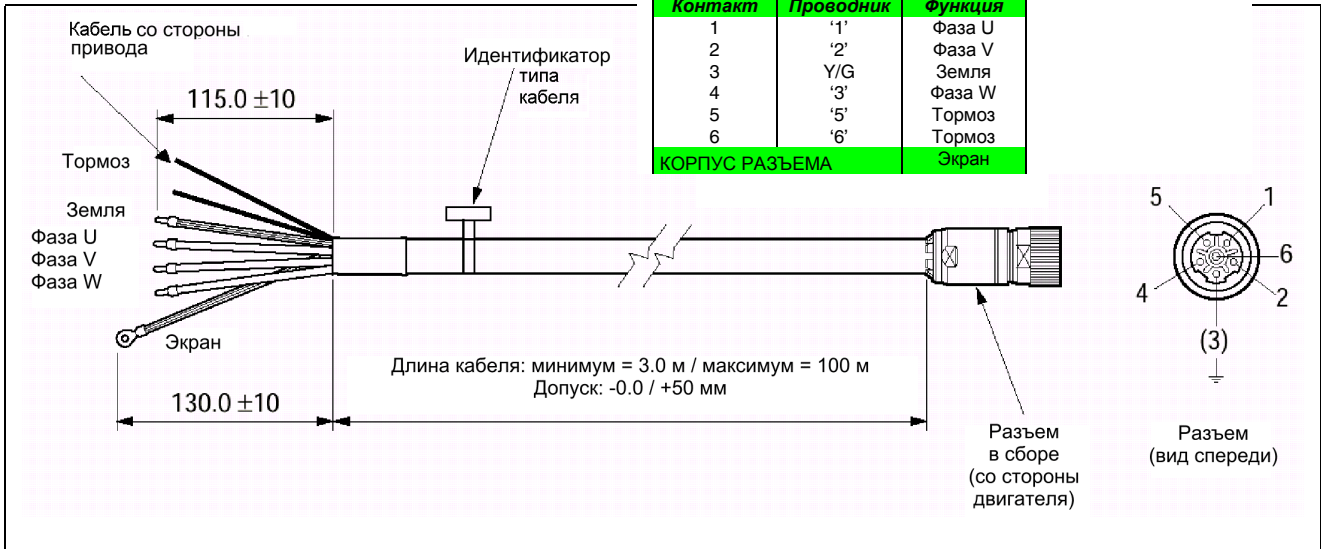 Контакт Проводник Функция
1 '1' Фаза U
2 '2' Фаза V
3 Y/G Земля
4 '3' Фаза W
5 '5' Тормоз
6 '6' Тормоз
КОРПУС РАЗЪЕМА Экран
Кабель со стороны
привода
Идентификатор
типа
кабеля
115.0 ±10
Тормоз
Земля
Фаза U
Фаза V
Фаза W
Экран
130.0 ±10
Длина кабеля: минимум = 3.0 м / максимум = 100 м
Допуск: -0.0 / +50 мм
Разъем
в сборе
(со стороны
двигателя)
5
1
6
4
2
(3)
Разъем
(вид спереди)